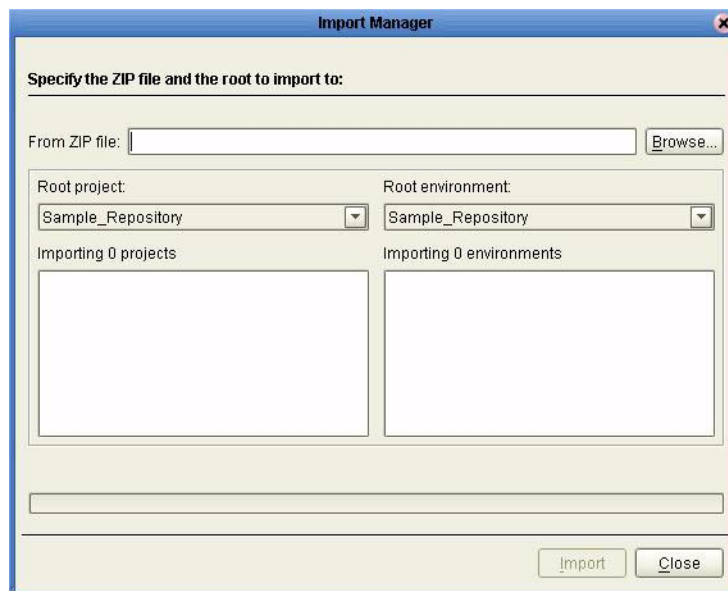 Import Manager
Specify the ZIP file and the root to import to:
From ZIP file:
Browse...
Root project:
Root environment:
Sample_Repository
Sample_Repository
Importing 0 projects
Importing 0 environments
Import
Close